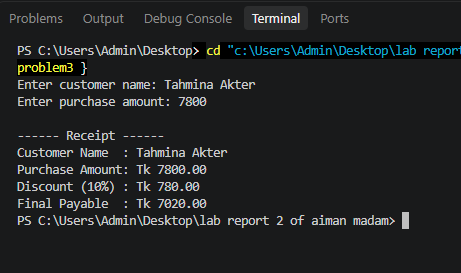 Problems Output Debug Console Terminal Ports
PS C:\Users\Admin\Desktop> cd "c:\Users\Admin\Desktop\lab report
problem3 }
Enter customer name: Tahmina Akter
Enter purchase amount: 7800
------ Receipt ------
Customer Name  : Tahmina Akter
Purchase Amount: Tk 7800.00
Discount (10%) : Tk 780.00
Final Payable  : Tk 7020.00
PS C:\Users\Admin\Desktop\lab report 2 of aiman madam>